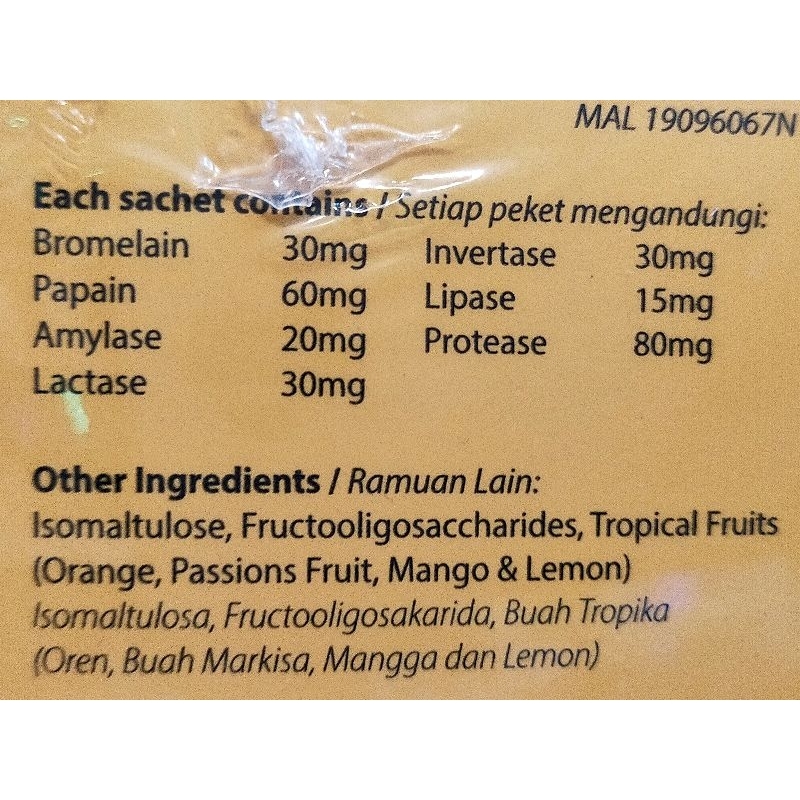 MAL 19096067N
Each sachet contains / Setiap peket mengandungi:
Bromelain 30mg Invertase 30mg
Papain 60mg Lipase 15mg
Amylase 20mg Protease 80mg
Lactase 30mg
Other Ingredients / Ramuan Lain:
Isomaltulose, Fructooligosaccharides, Tropical Fruits
(Orange, Passions Fruit, Mango & Lemon)
Isomaltulosa, Fructooligosakarida, Buah Tropika
(Oren, Buah Markisa, Mangga dan Lemon)